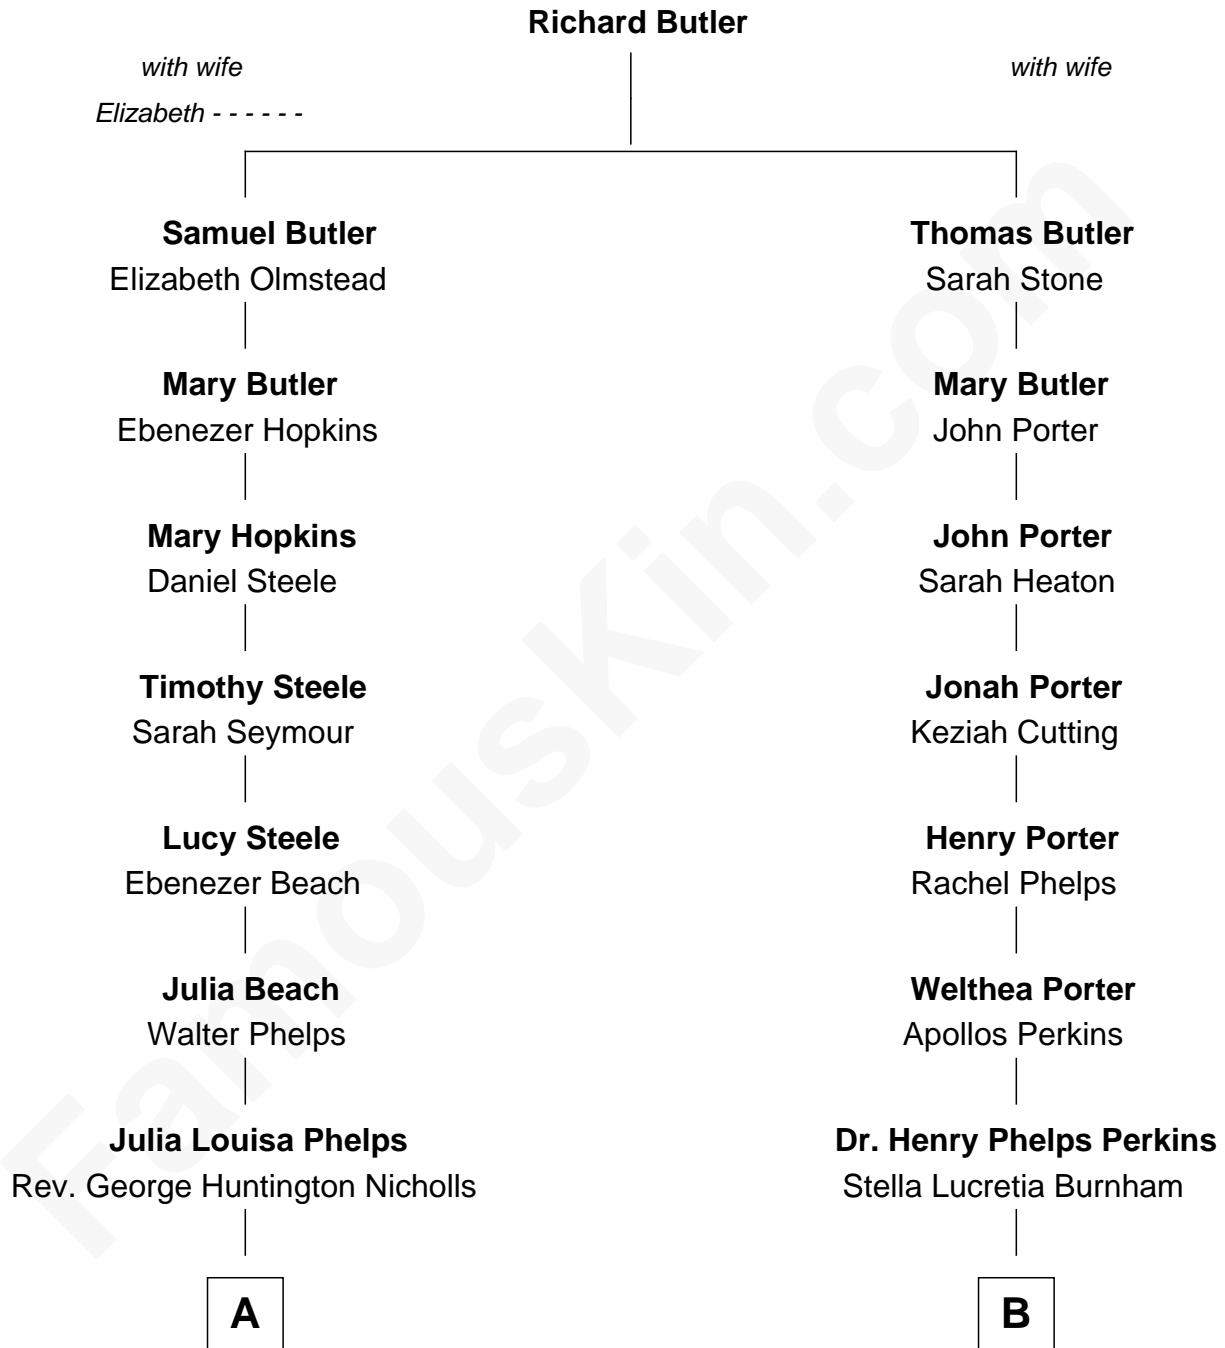 Richard Butler
with wife
Elizabeth - - - - - -
with wife
Samuel Butler
Elizabeth Olmstead
Thomas Butler
Sarah Stone
Mary Butler
Ebenezer Hopkins
Mary Butler
John Porter
Mary Hopkins
Daniel Steele
John Porter
Sarah Heaton
Timothy Steele
Sarah Seymour
Jonah Porter
Keziah Cutting
Lucy Steele
Ebenezer Beach
Henry Porter
Rachel Phelps
Julia Beach
Walter Phelps
Welthea Porter
Apollos Perkins
Julia Louisa Phelps
Rev. George Huntington Nicholls
Dr. Henry Phelps Perkins
Stella Lucretia Burnham
A
B
FamousKin.com